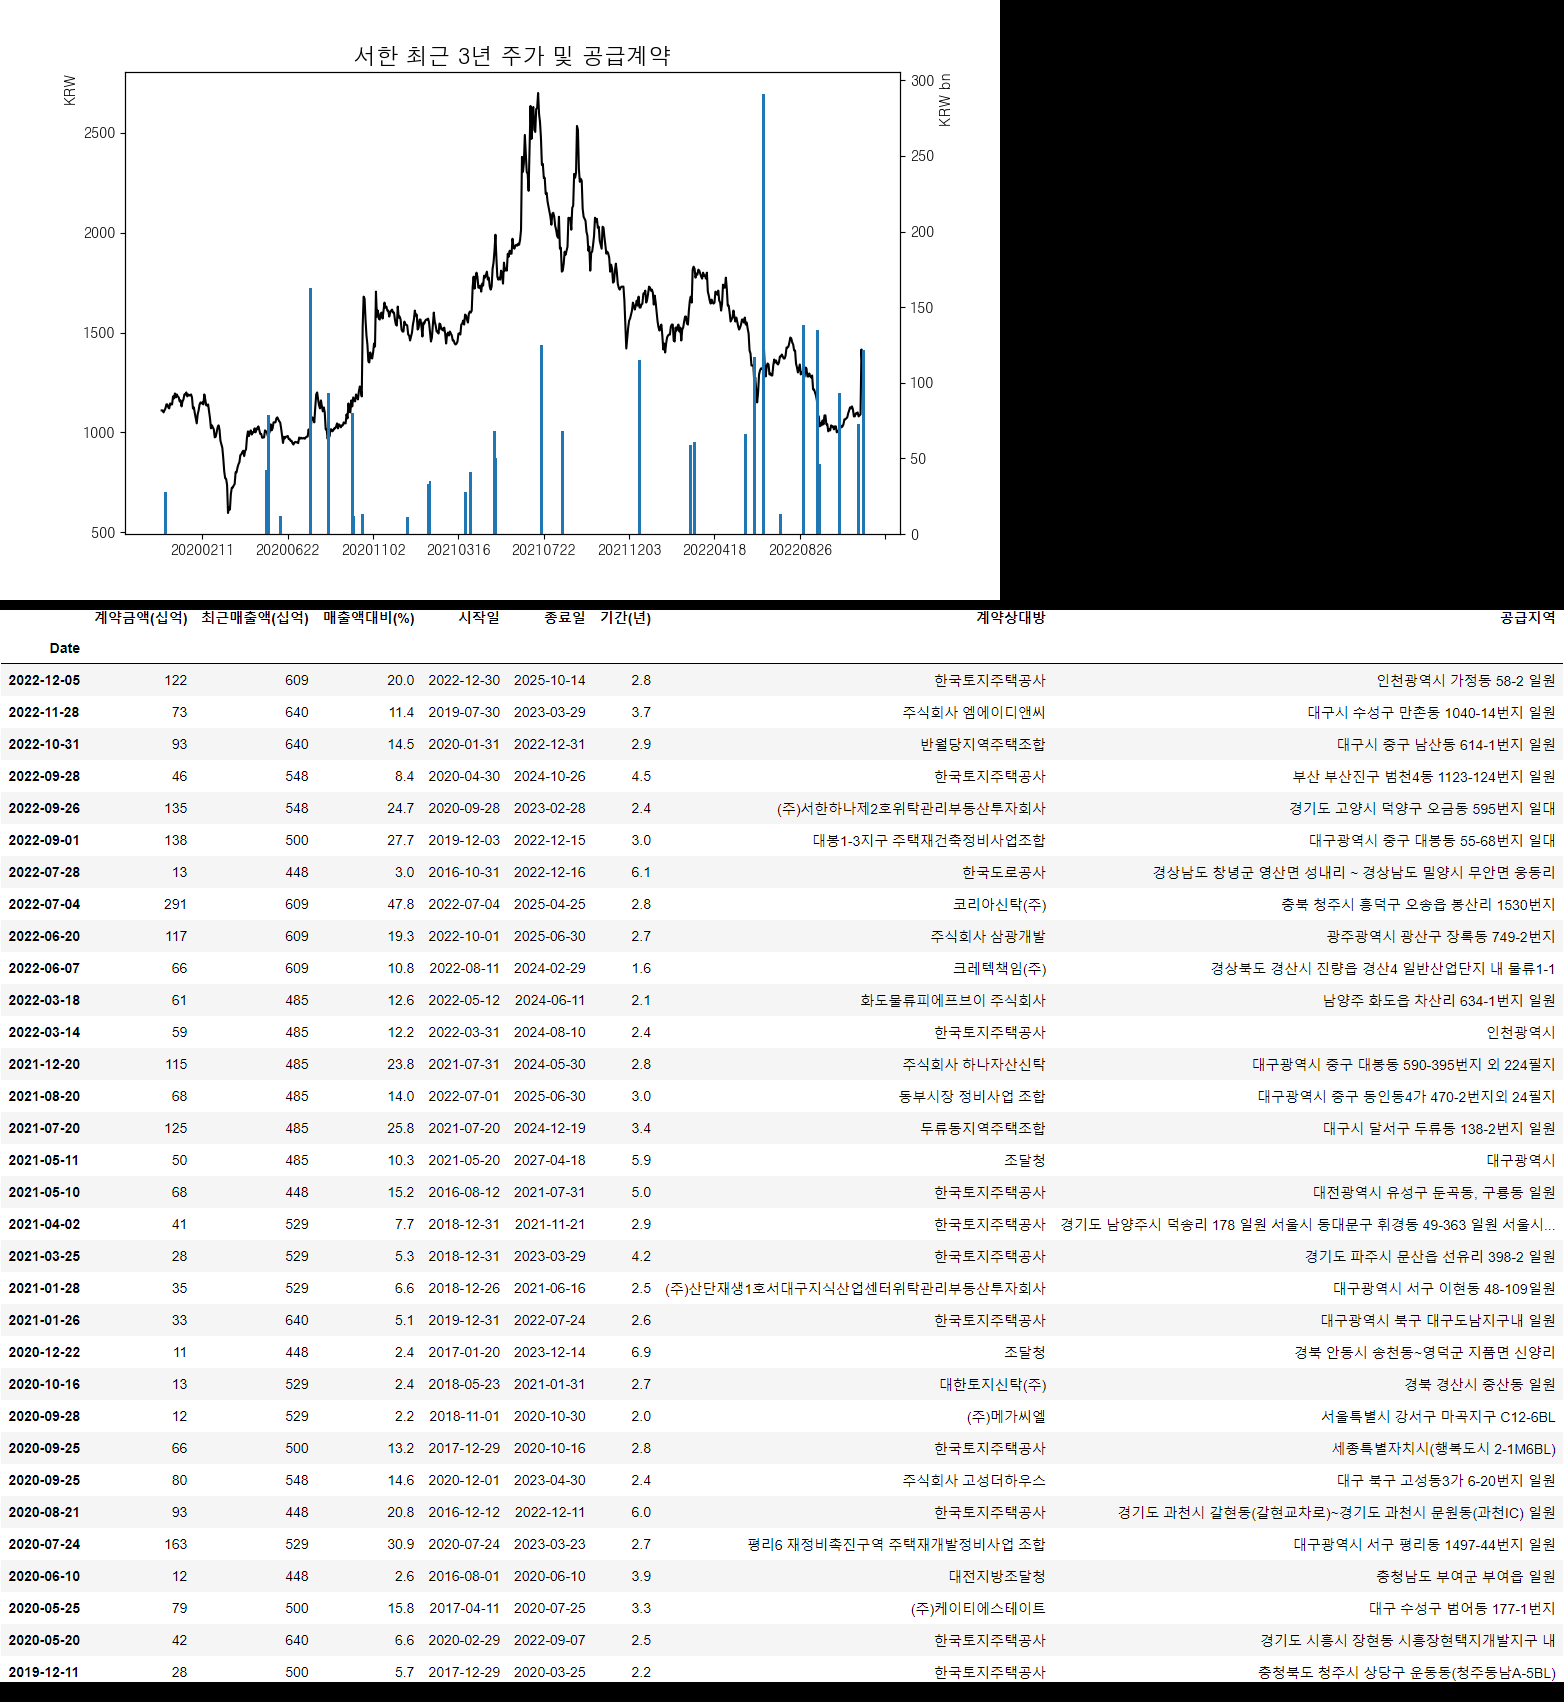 서한 최근 3년 주가 및 공급계약
KRW
KRW bn
2500
2000
1500
1000
500
300
250
200
150
100
50
0
20200211 20200622 20201102 20210316 20210722 20211203 20220418 20220826
계약금액(십억) 최근매출액(십억) 매출액대비(%) 시작일 종료일 기간(년) 계약상대방 공급지역
Date
2022-12-05 122 609 20.0 2022-12-30 2025-10-14 2.8 한국토지주택공사 인천광역시 가정동 58-2 일원
2022-11-28 73 640 11.4 2019-07-30 2023-03-29 3.7 주식회사 엠에이디앤씨 대구시 수성구 만촌동 1040-14번지 일원
2022-10-31 93 640 14.5 2020-01-31 2022-12-31 2.9 반월당지역주택조합 대구시 중구 남산동 614-1번지 일원
2022-09-28 46 548 8.4 2020-04-30 2024-10-26 4.5 한국토지주택공사 부산 부산진구 범천4동 1123-124번지 일원
2022-09-26 135 548 24.7 2020-09-28 2023-02-28 2.4 (주)서한하나제2호위탁관리부동산투자회사 경기도 고양시 덕양구 오금동 595번지 일대
2022-09-01 138 500 27.7 2019-12-03 2022-12-15 3.0 대봉1-3지구 주택재건축정비사업조합 대구광역시 중구 대봉동 55-68번지 일대
2022-07-28 13 448 3.0 2016-10-31 2022-12-16 6.1 한국도로공사 경상남도 창녕군 영산면 성내리 ~ 경상남도 밀양시 무안면 웅동리
2022-07-04 291 609 47.8 2022-07-04 2025-04-25 2.8 코리아신탁(주) 충북 청주시 흥덕구 오송읍 봉산리 1530번지
2022-06-20 117 609 19.3 2022-10-01 2025-06-30 2.7 주식회사 삼광개발 광주광역시 광산구 장록동 749-2번지
2022-06-07 66 609 10.8 2022-08-11 2024-02-29 1.6 크레텍책임(주) 경상북도 경산시 진량읍 경산4 일반산업단지 내 물류1-1
2022-03-18 61 485 12.6 2022-05-12 2024-06-11 2.1 화도물류피에프브이 주식회사 남양주 화도읍 차산리 634-1번지 일원
2022-03-14 59 485 12.2 2022-03-31 2024-08-10 2.4 한국토지주택공사 인천광역시
2021-12-20 115 485 23.8 2021-07-31 2024-05-30 2.8 주식회사 하나자산신탁 대구광역시 중구 대봉동 590-395번지 외 224필지
2021-08-20 68 485 14.0 2022-07-01 2025-06-30 3.0 동부시장 정비사업 조합 대구광역시 중구 동인동4가 470-2번지외 24필지
2021-07-20 125 485 25.8 2021-07-20 2024-12-19 3.4 두류동지역주택조합 대구시 달서구 두류동 138-2번지 일원
2021-05-11 50 485 10.3 2021-05-20 2027-04-18 5.9 조달청 대구광역시
2021-05-10 68 448 15.2 2016-08-12 2021-07-31 5.0 한국토지주택공사 대전광역시 유성구 둔곡동, 구룡동 일원
2021-04-02 41 529 7.7 2018-12-31 2021-11-21 2.9 한국토지주택공사 경기도 남양주시 덕송리 178 일원 서울시 동대문구 휘경동 49-363 일원 서울시...
2021-03-25 28 529 5.3 2018-12-31 2023-03-29 4.2 한국토지주택공사 경기도 파주시 문산읍 선유리 398-2 일원
2021-01-28 35 529 6.6 2018-12-26 2021-06-16 2.5 (주)산단재생1호서대구지식산업센터위탁관리부동산투자회사 대구광역시 서구 이현동 48-109일원
2021-01-26 33 640 5.1 2019-12-31 2022-07-24 2.6 한국토지주택공사 대구광역시 북구 대구도남지구내 일원
2020-12-22 11 448 2.4 2017-01-20 2023-12-14 6.9 조달청 경북 안동시 송천동~영덕군 지품면 신양리
2020-10-16 13 529 2.4 2018-05-23 2021-01-31 2.7 대한토지신탁(주) 경북 경산시 중산동 일원
2020-09-28 12 529 2.2 2018-11-01 2020-10-30 2.0 (주)메가씨엘 서울특별시 강서구 마곡지구 C12-6BL
2020-09-25 66 500 13.2 2017-12-29 2020-10-16 2.8 한국토지주택공사 세종특별자치시(행복도시 2-1M6BL)
2020-09-25 80 548 14.6 2020-12-01 2023-04-30 2.4 주식회사 고성더하우스 대구 북구 고성동3가 6-20번지 일원
2020-08-21 93 448 20.8 2016-12-12 2022-12-11 6.0 한국토지주택공사 경기도 과천시 갈현동(갈현교차로)~경기도 과천시 문원동(과천IC) 일원
2020-07-24 163 529 30.9 2020-07-24 2023-03-23 2.7 평리6 재정비촉진구역 주택재개발정비사업 조합 대구광역시 서구 평리동 1497-44번지 일원
2020-06-10 12 448 2.6 2016-08-01 2020-06-10 3.9 대전지방조달청 충청남도 부여군 부여읍 일원
2020-05-25 79 500 15.8 2017-04-11 2020-07-25 3.3 (주)케이티에스테이트 대구 수성구 범어동 177-1번지
2020-05-20 42 640 6.6 2020-02-29 2022-09-07 2.5 한국토지주택공사 경기도 시흥시 장현동 시흥장현택지개발지구 내
2019-12-11 28 500 5.7 2017-12-29 2020-03-25 2.2 한국토지주택공사 충청북도 청주시 상당구 운동동(청주동남A-5BL)